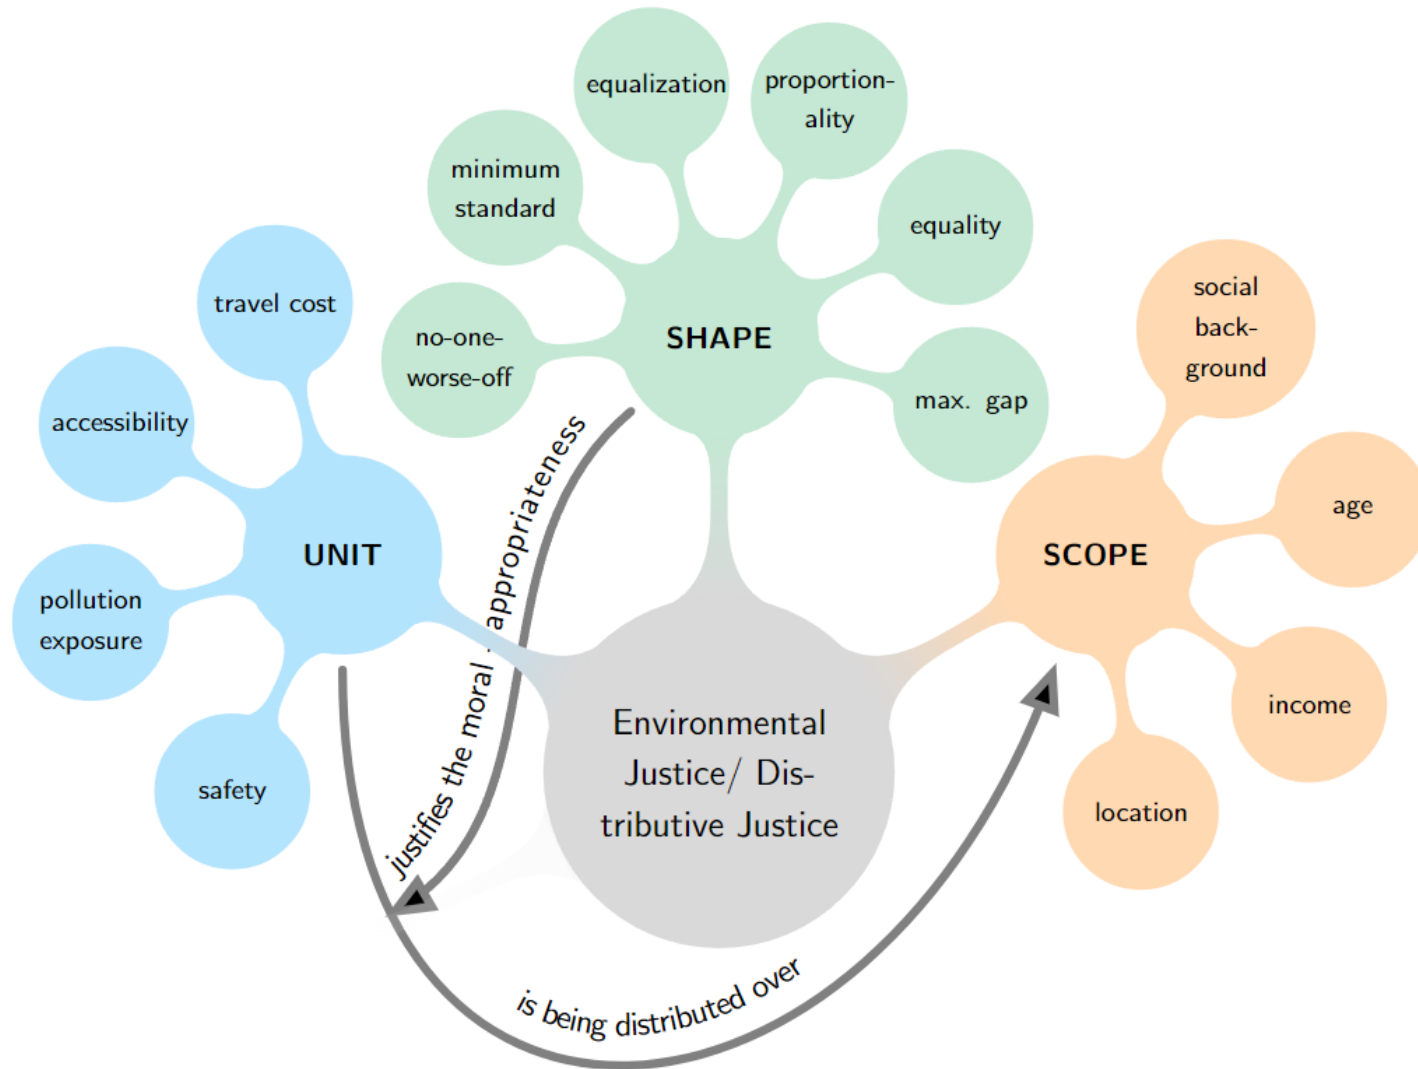 equalization
proportion-
ality
minimum
standard
equality
no-one-
worse-off
SHAPE
max. gap
travel cost
accessibility
UNIT
pollution
exposure
safety
social
back-
ground
age
SCOPE
income
location
justifies the moral appropriateness
Environmental
Justice/ Dis-
tributive Justice
is being distributed over